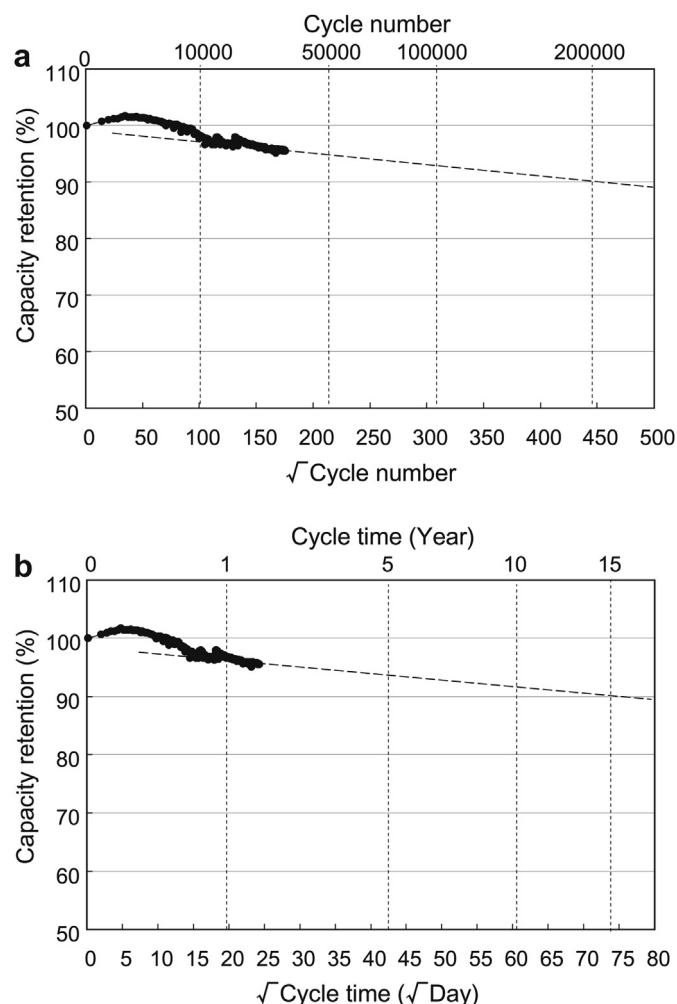 Cycle number
a
0 10000 50000 100000 200000
110
100
90
80
70
60
50
Capacity retention (%)
0 50 100 150 200 250 300 350 400 450 500
√Cycle number
Cycle time (Year)
b
0 1 5 10 15
110
100
90
80
70
60
50
Capacity retention (%)
0 5 10 15 20 25 30 35 40 45 50 55 60 65 70 75 80
√Cycle time (√Day)